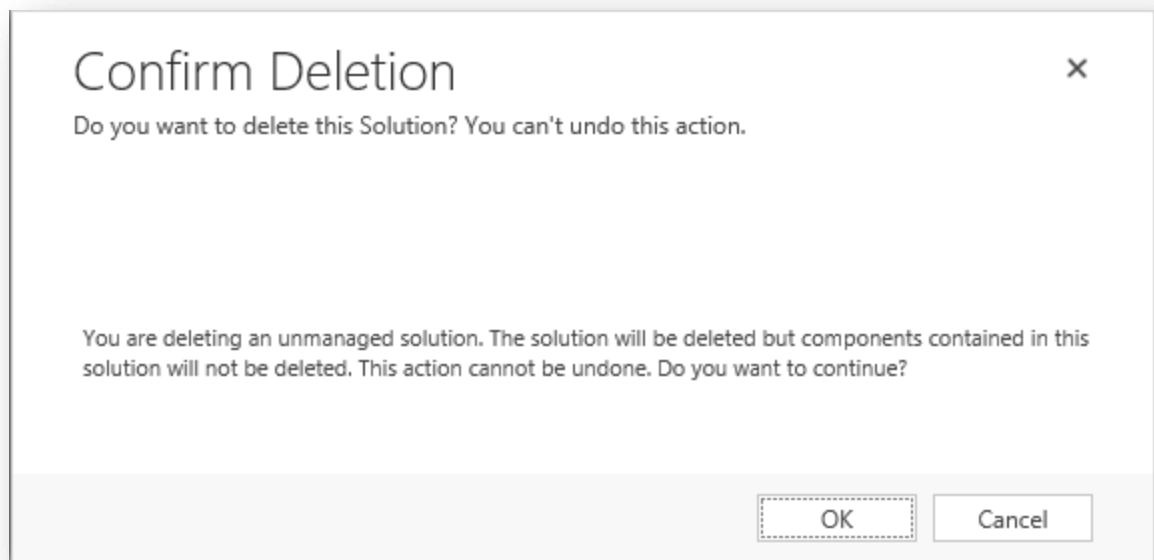 Confirm Deletion
Do you want to delete this Solution? You can't undo this action.
You are deleting an unmanaged solution. The solution will be deleted but components contained in this
solution will not be deleted. This action cannot be undone. Do you want to continue?
OK
Cancel